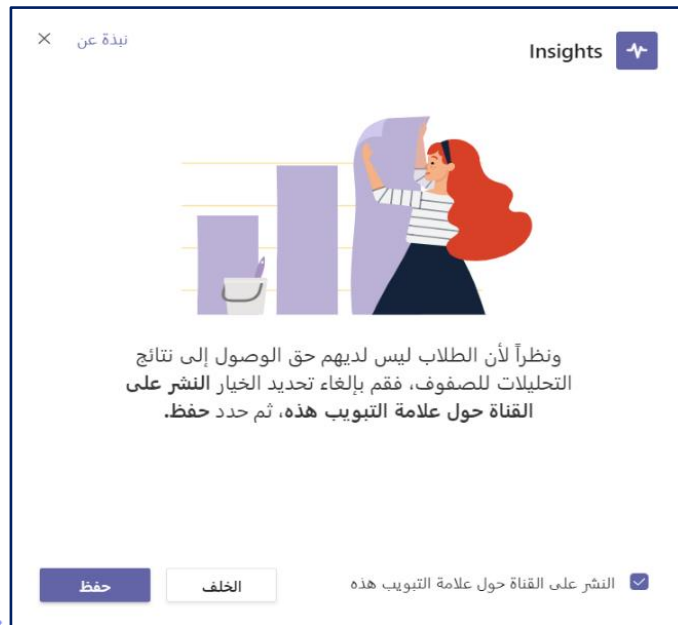 Insights
نبذة عن
ونظراً لأن الطلاب ليس لديهم حق الوصول إلى نتائج
التحليلات للصفوف، فقم بإلغاء تحديد الخيار النشر على
القناة حول علامة التبويب هذه، ثم حدد حفظ.
النشر على القناة حول علامة التبويب هذه
الخلف
حفظ